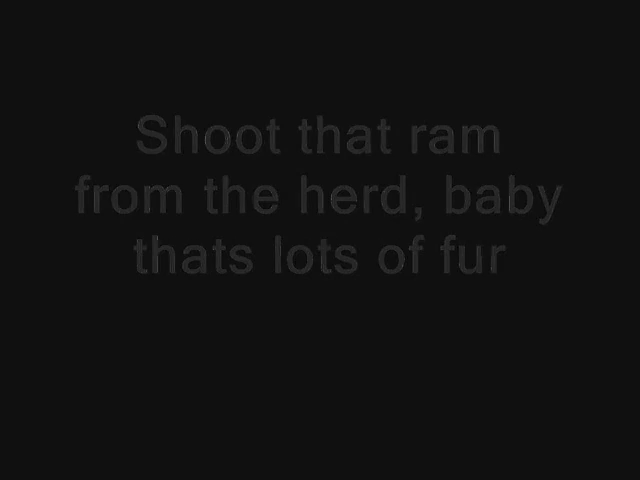 Shoot that ram
from the herd, baby
thats lots of fur